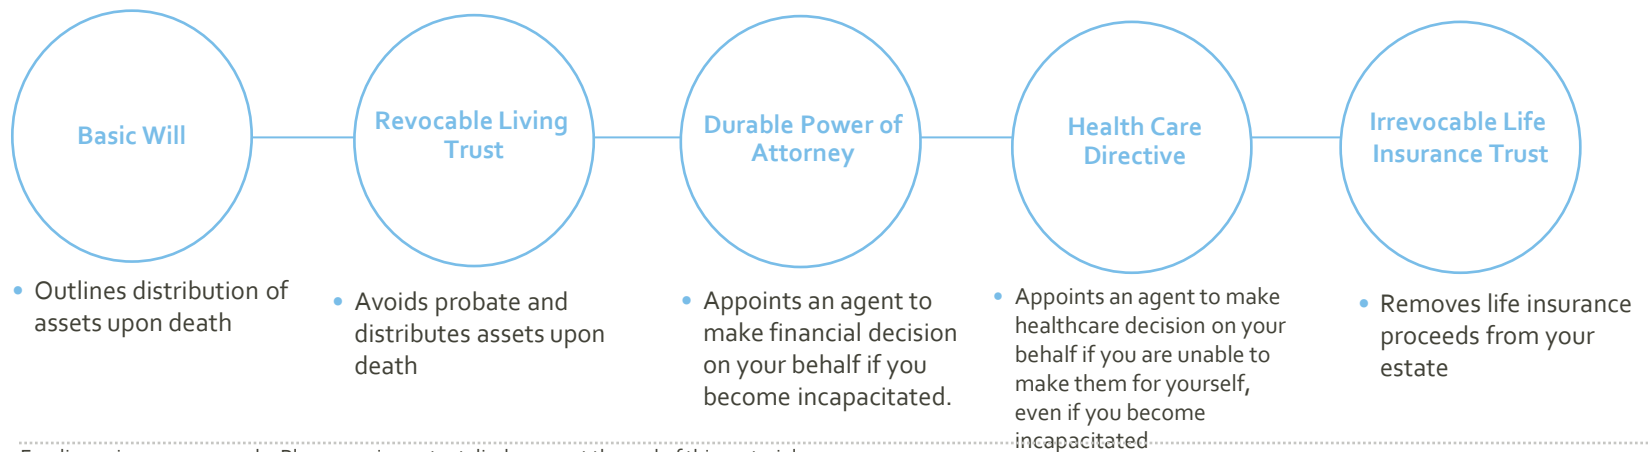 Basic Will
Revocable Living
Trust
Durable Power of
Attorney
Health Care
Directive
Irrevocable Life
Insurance Trust
• Outlines distribution of
assets upon death
• Avoids probate and
distributes assets upon
death
• Appoints an agent to
make financial decision
on your behalf if you
become incapacitated.
• Appoints an agent to make
healthcare decision on your
behalf if you are unable to
make them for yourself,
even if you become
incapacitated
• Removes life insurance
proceeds from your
estate